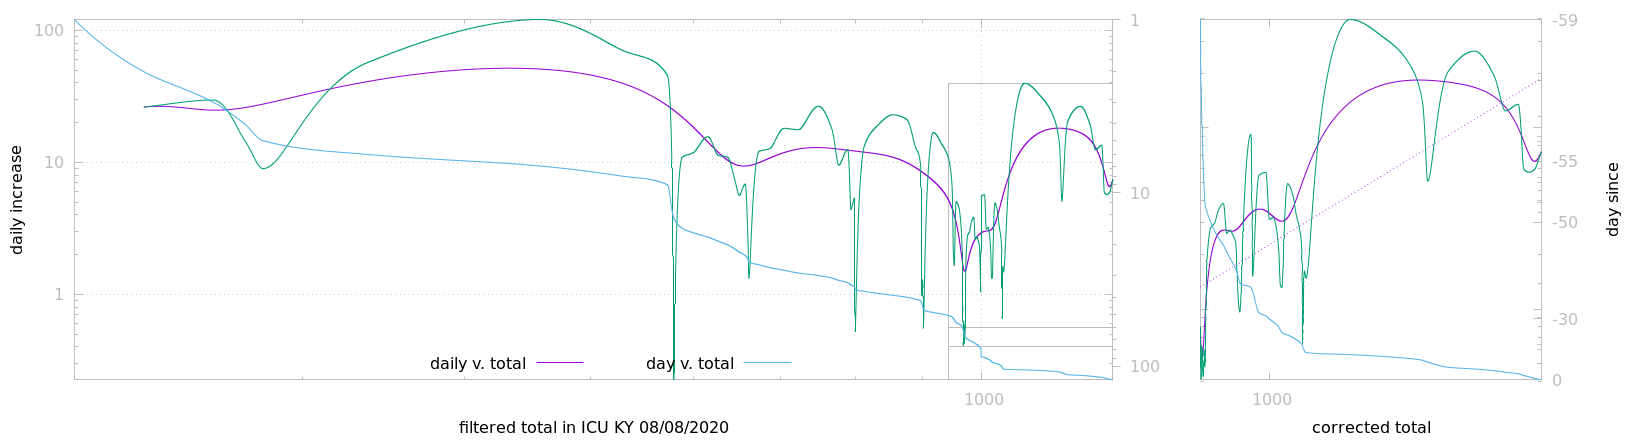 100
10
1
daily increase
daily v. total
day v. total
1000
filtered total in ICU KY 08/08/2020
1
10
100
1000
corrected total
-59
-55
-50
-30
0
day since